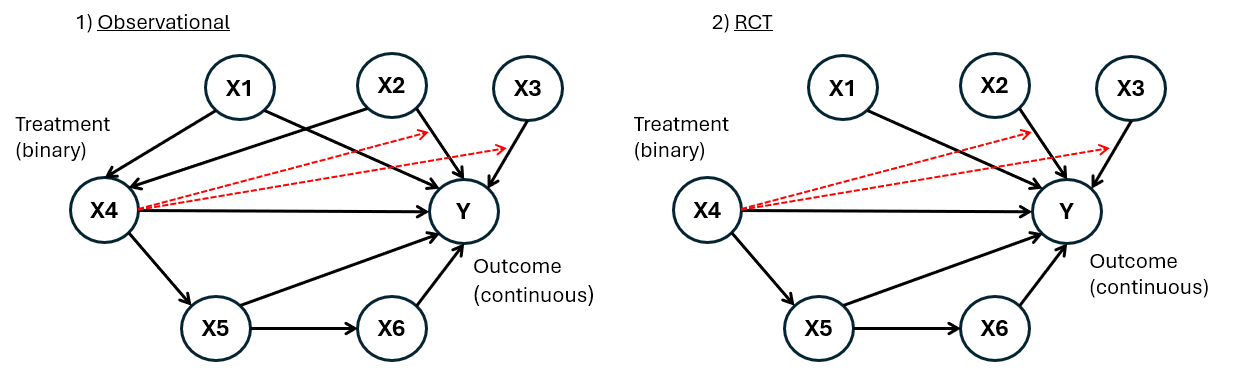 1) Observational
X1
X2
X3
Treatment
(binary)
X4
Y
Outcome
(continuous)
X5
X6
2) RCT
X1
X2
X3
Treatment
(binary)
X4
Y
Outcome
(continuous)
X5
X6